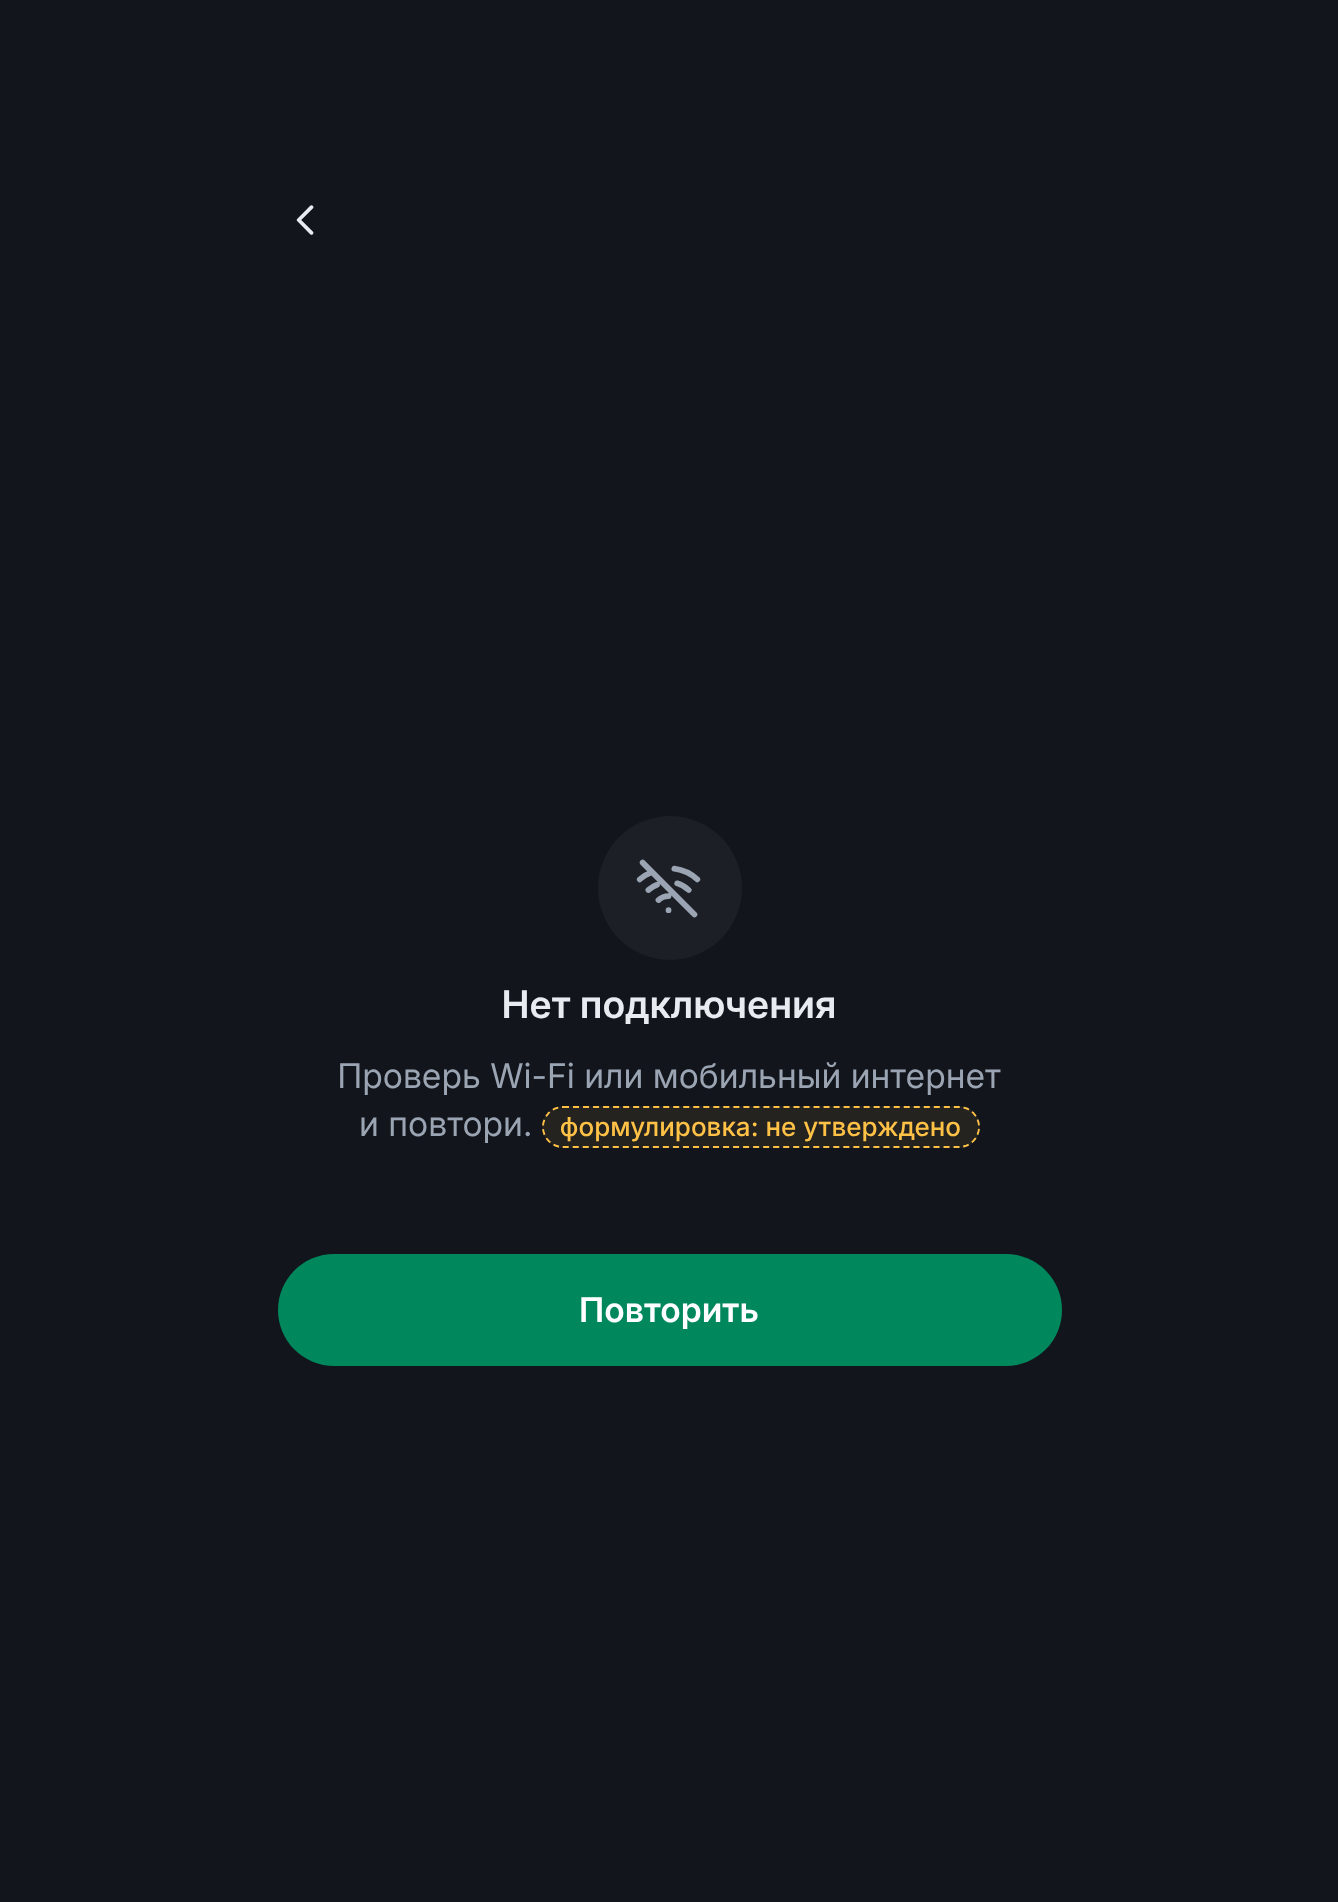 Нет подключения
Проверь Wi-Fi или мобильный интернет
и повтори. формулировка: не утверждено
Повторить